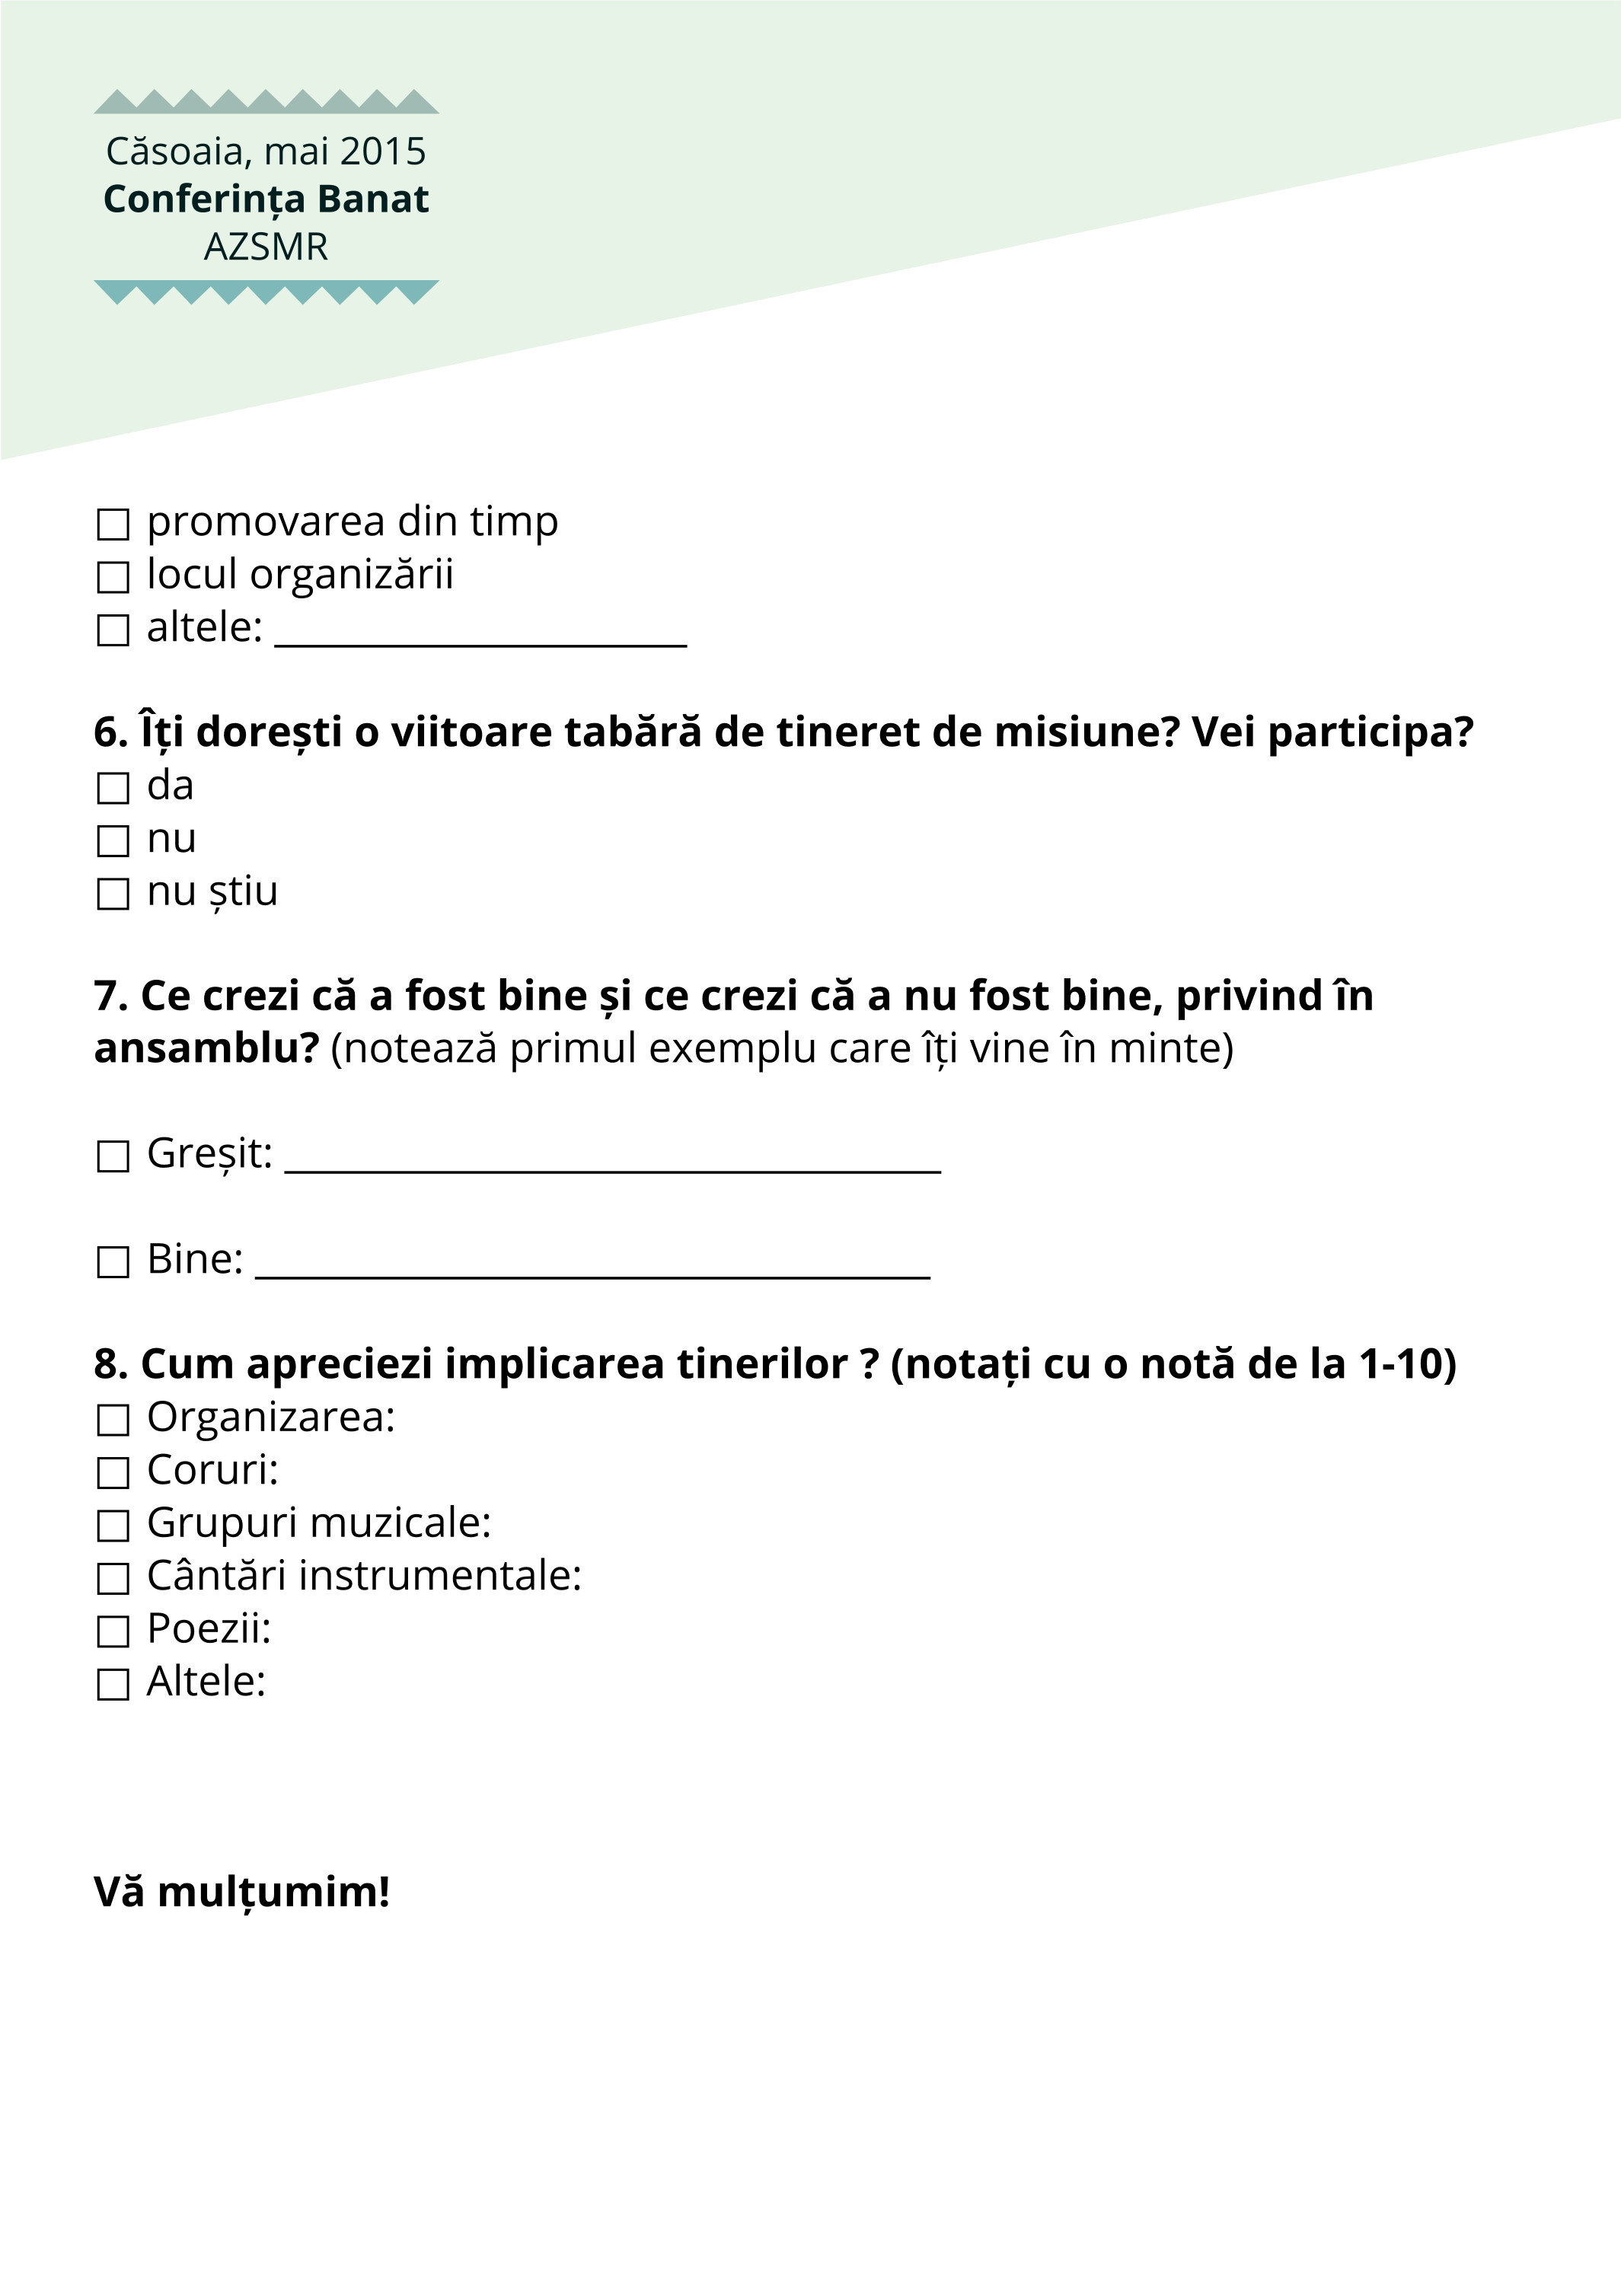 Căsoaia, mai 2015
Conferința Banat
AZSMR
☐ promovarea din timp
☐ locul organizării
☐ altele: ____________________
6. Îți dorești o viitoare tabără de tineret de misiune? Vei participa?
☐ da
☐ nu
☐ nu știu
7. Ce crezi că a fost bine și ce crezi că a nu fost bine, privind în
ansamblu? (notează primul exemplu care îți vine în minte)
☐ Greșit: ________________________________
☐ Bine: _________________________________
8. Cum apreciezi implicarea tinerilor ? (notați cu o notă de la 1-10)
☐ Organizarea:
☐ Coruri:
☐ Grupuri muzicale:
☐ Cântări instrumentale:
☐ Poezii:
☐ Altele:
Vă mulțumim!